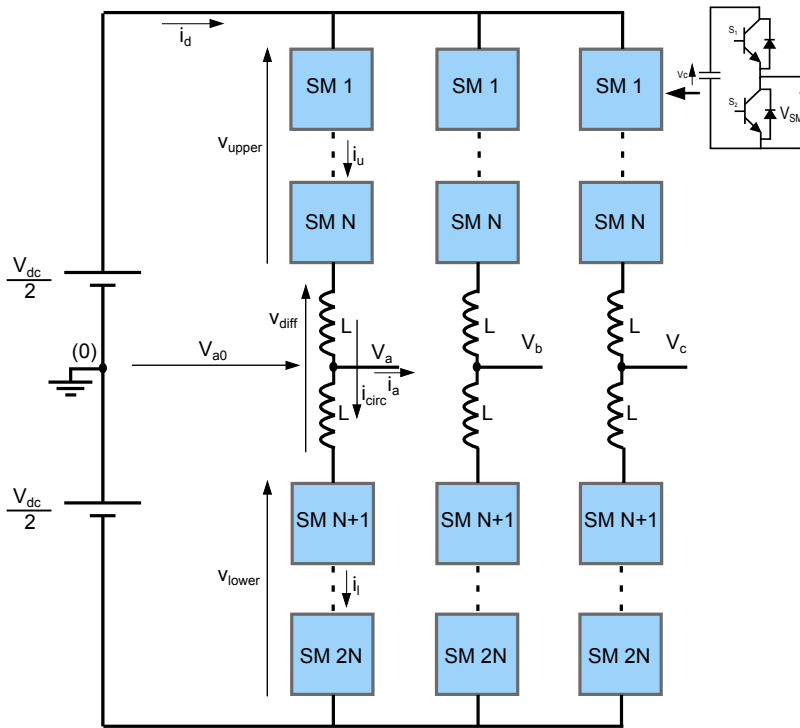 i_d
SM 1
SM 1
SM 1
v_upper
i_u
SM N
SM N
SM N
V_dc
2
v_diff
L
L
L
(0)
V_a0
V_a
V_b
V_c
i_a
i_circ
L
L
L
V_dc
2
SM N+1
SM N+1
SM N+1
v_lower
i_l
SM 2N
SM 2N
SM 2N
S_1
v_c
S_2
V_SM